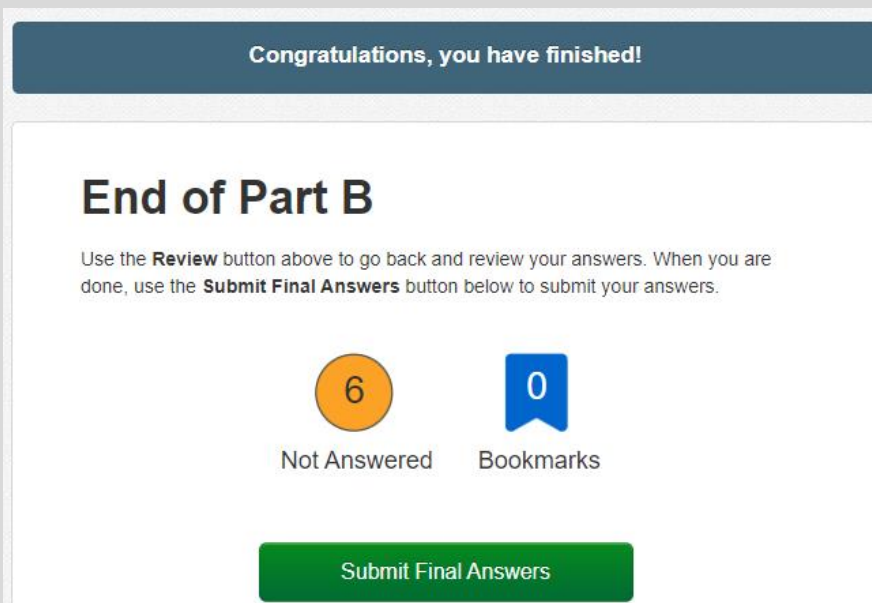 Congratulations, you have finished!
End of Part B
Use the Review button above to go back and review your answers. When you are
done, use the Submit Final Answers button below to submit your answers.
6
0
Not Answered
Bookmarks
Submit Final Answers